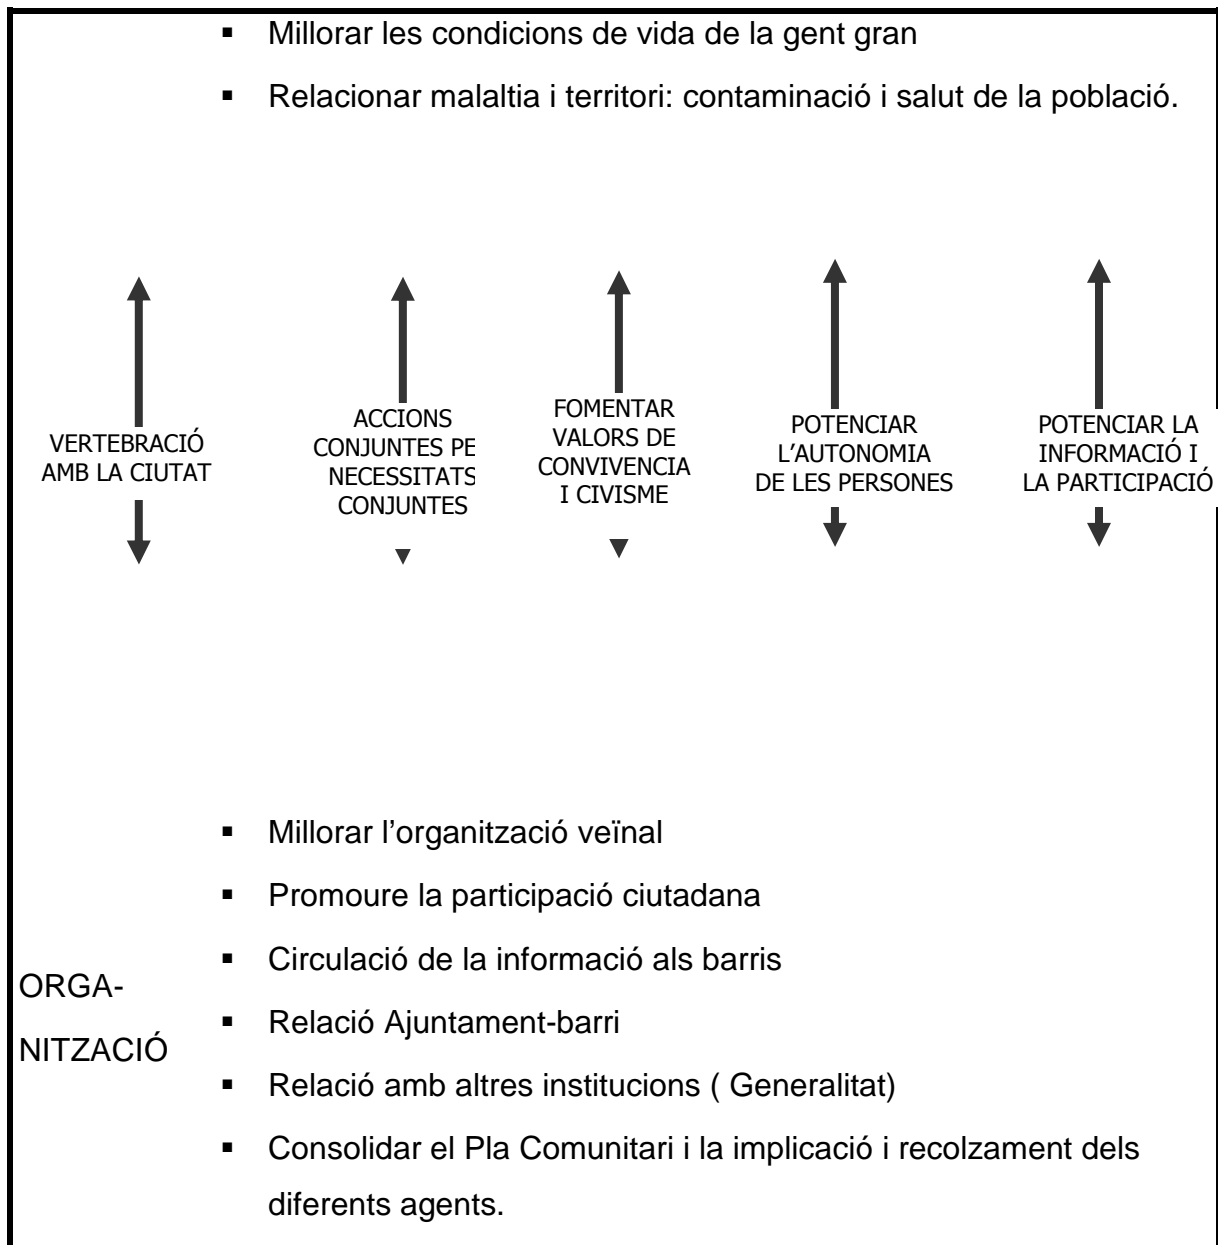 ▪ Millorar les condicions de vida de la gent gran
▪ Relacionar malaltia i territori: contaminació i salut de la població.
VERTEBRACIÓ
AMB LA CIUTAT
ACCIONS
CONJUNTES PE
NECESSITATS
CONJUNTES
FOMENTAR
VALORS DE
CONVIVENCIA
I CIVISME
POTENCIAR
L’AUTONOMIA
DE LES PERSONES
POTENCIAR LA
INFORMACIÓ I
LA PARTICIPACIÓ
ORGA-
NITZACIÓ
▪ Millorar l’organització veïnal
▪ Promoure la participació ciutadana
▪ Circulació de la informació als barris
▪ Relació Ajuntament-barri
▪ Relació amb altres institucions ( Generalitat)
▪ Consolidar el Pla Comunitari i la implicació i recolzament dels
diferents agents.